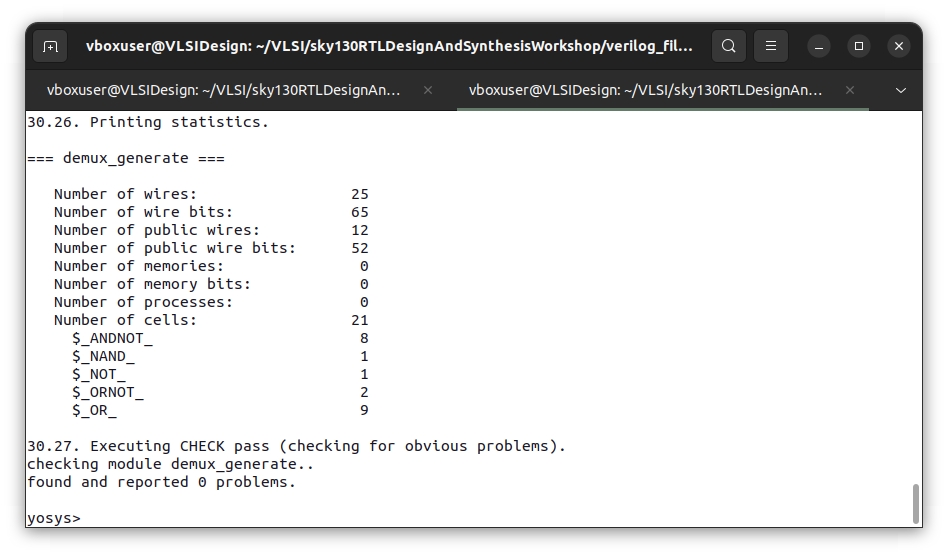 vboxuser@VLSIDesign: ~/VLSI/sky130RTLDesignAndSynthesisWorkshop/verilog_fil...
vboxuser@VLSIDesign: ~/VLSI/sky130RTLDesignAn...
vboxuser@VLSIDesign: ~/VLSI/sky130RTLDesignAn...
30.26. Printing statistics.
=== demux_generate ===
Number of wires: 25
Number of wire bits: 65
Number of public wires: 12
Number of public wire bits: 52
Number of memories: 0
Number of memory bits: 0
Number of processes: 0
Number of cells: 21
$_ANDNOT_ 8
$_NAND_ 1
$_NOT_ 1
$_ORNOT_ 2
$_OR_ 9
30.27. Executing CHECK pass (checking for obvious problems).
checking module demux_generate..
found and reported 0 problems.
yosys>